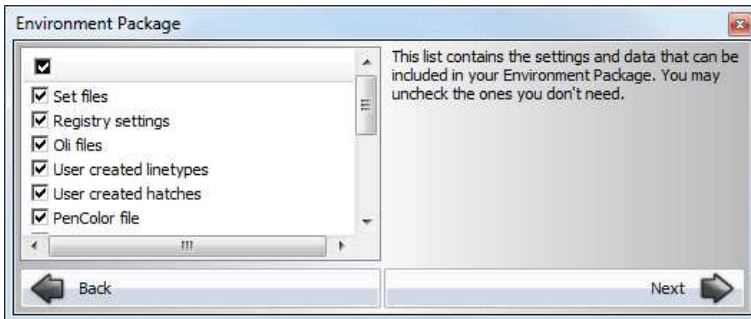 Environment Package
Set files
Registry settings
Oli files
User created linetypes
User created hatches
PenColor file
This list contains the settings and data that can be
included in your Environment Package. You may
uncheck the ones you don't need.
Back
Next